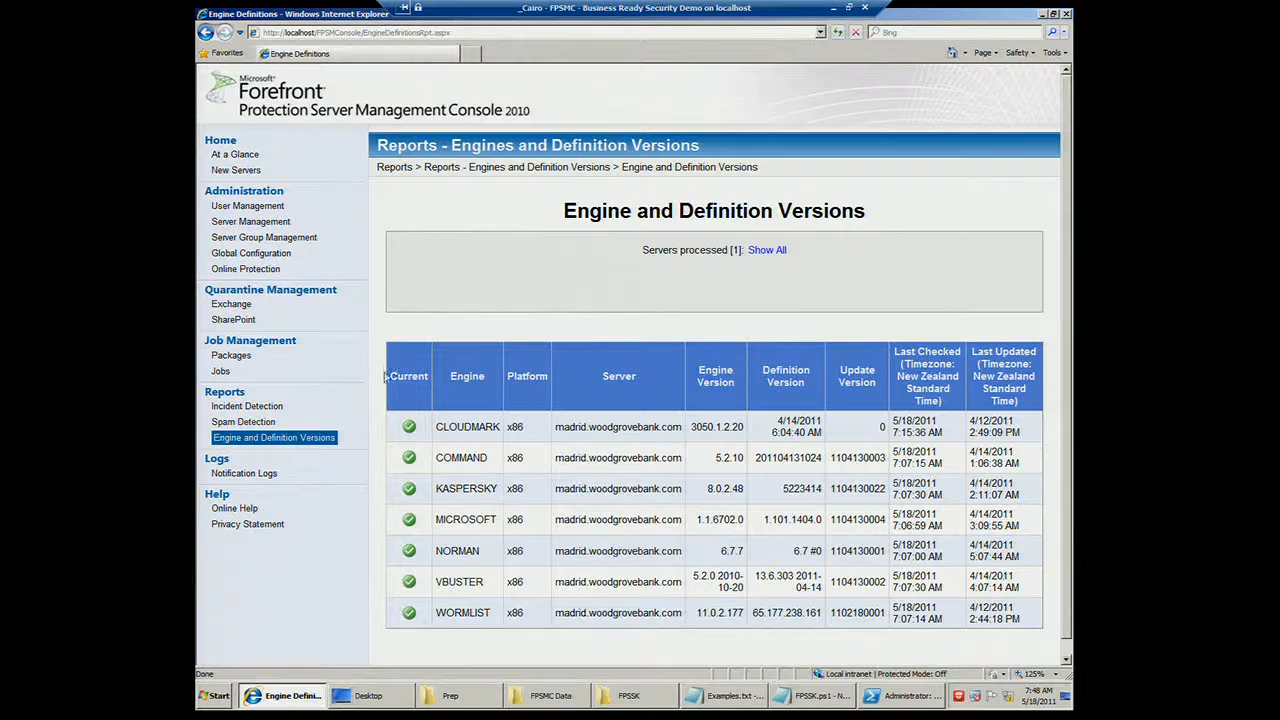 Engine Definitions - Windows Internet Explorer
_Cairo - FPSMC - Business Ready Security Demo on localhost
http://localhost/FPSMConsole/EngineDefinitionsRpt.aspx
Bing
Favorites
Engine Definitions
Page
Safety
Tools
Microsoft
Forefront
Protection Server Management Console 2010
Home
At a Glance
New Servers
Administration
User Management
Server Management
Server Group Management
Global Configuration
Online Protection
Quarantine Management
Exchange
SharePoint
Job Management
Packages
Jobs
Reports
Incident Detection
Spam Detection
Engine and Definition Versions
Logs
Notification Logs
Help
Online Help
Privacy Statement
Reports - Engines and Definition Versions
Reports > Reports - Engines and Definition Versions > Engine and Definition Versions
Engine and Definition Versions
Servers processed [1]: Show All
Current Engine Platform Server Engine Version Definition Version Update Version Last Checked (Timezone: New Zealand Standard Time) Last Updated (Timezone: New Zealand Standard Time)
CLOUDMARK x86 madrid.woodgrovebank.com 3050.1.2.20 4/14/2011 6:04:40 AM 0 5/18/2011 7:15:36 AM 4/12/2011 2:49:09 PM
COMMAND x86 madrid.woodgrovebank.com 5.2.10 201104131024 1104130003 5/18/2011 7:07:15 AM 4/14/2011 1:06:38 AM
KASPERSKY x86 madrid.woodgrovebank.com 8.0.2.48 5223414 1104130022 5/18/2011 7:07:30 AM 4/14/2011 2:11:07 AM
MICROSOFT x86 madrid.woodgrovebank.com 1.1.6702.0 1.101.1404.0 1104130004 5/18/2011 7:06:59 AM 4/14/2011 3:09:55 AM
NORMAN x86 madrid.woodgrovebank.com 6.7.7 6.7 #0 1104130001 5/18/2011 7:07:00 AM 4/14/2011 5:07:44 AM
VBUSTER x86 madrid.woodgrovebank.com 5.2.0 2010-10-20 13.6.303 2011-04-14 1104130002 5/18/2011 7:07:30 AM 4/14/2011 4:07:14 AM
WORMLIST x86 madrid.woodgrovebank.com 11.0.2.177 65.177.238.161 1102180001 5/18/2011 7:07:14 AM 4/12/2011 2:44:18 PM
Done
Local intranet | Protected Mode: Off
125%
Start
Engine Defini...
Desktop
Prep
FPSMC Data
FPSSK
Examples.txt -...
FPSSK.ps1 - N...
Administrator: ...
7:48 AM
5/18/2011